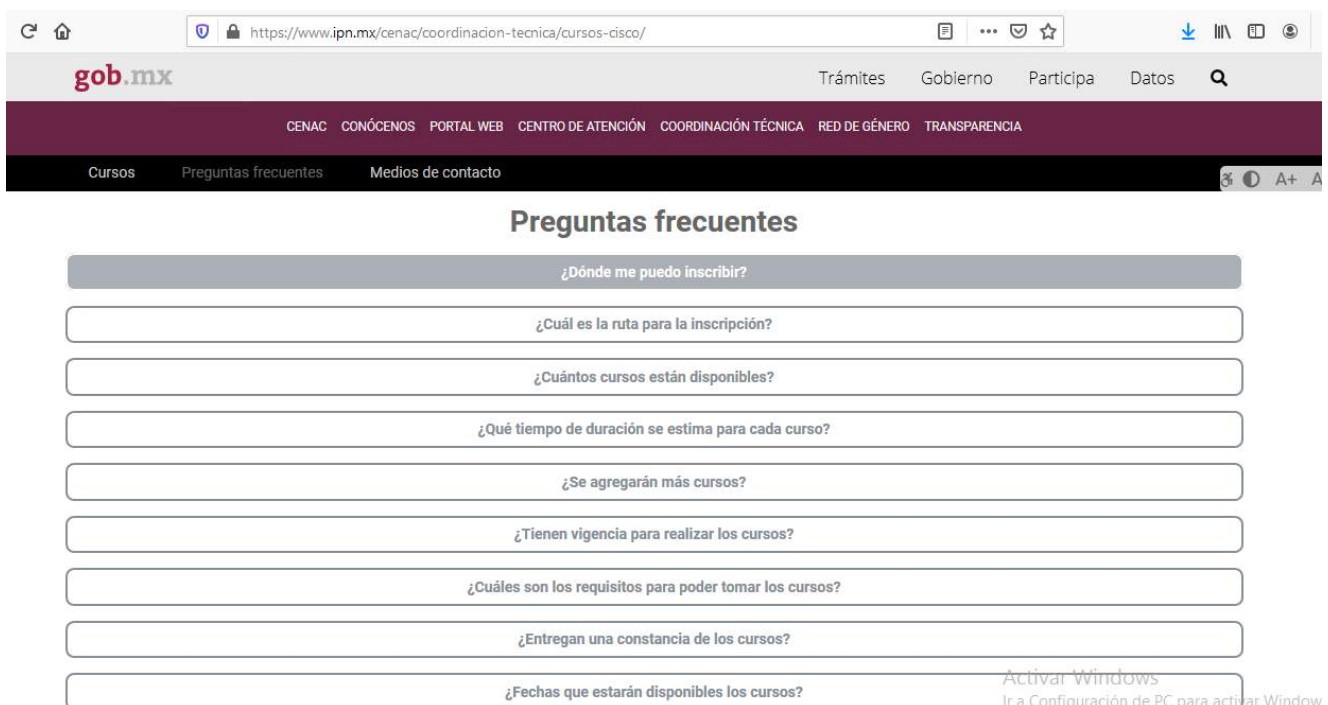 https://www.ipn.mx/cenac/coordinacion-tecnica/cursos-cisco/
gob.mx Trámites Gobierno Participa Datos
CENAC CONÓCENOS PORTAL WEB CENTRO DE ATENCIÓN COORDINACIÓN TÉCNICA RED DE GÉNERO TRANSPARENCIA
Cursos Preguntas frecuentes Medios de contacto A+ A
Preguntas frecuentes
¿Dónde me puedo inscribir?
¿Cuál es la ruta para la inscripción?
¿Cuántos cursos están disponibles?
¿Qué tiempo de duración se estima para cada curso?
¿Se agregarán más cursos?
¿Tienen vigencia para realizar los cursos?
¿Cuáles son los requisitos para poder tomar los cursos?
¿Entregan una constancia de los cursos?
Activar Windows
¿Fechas que estarán disponibles los cursos?
Ir a Configuración de PC para activar Window